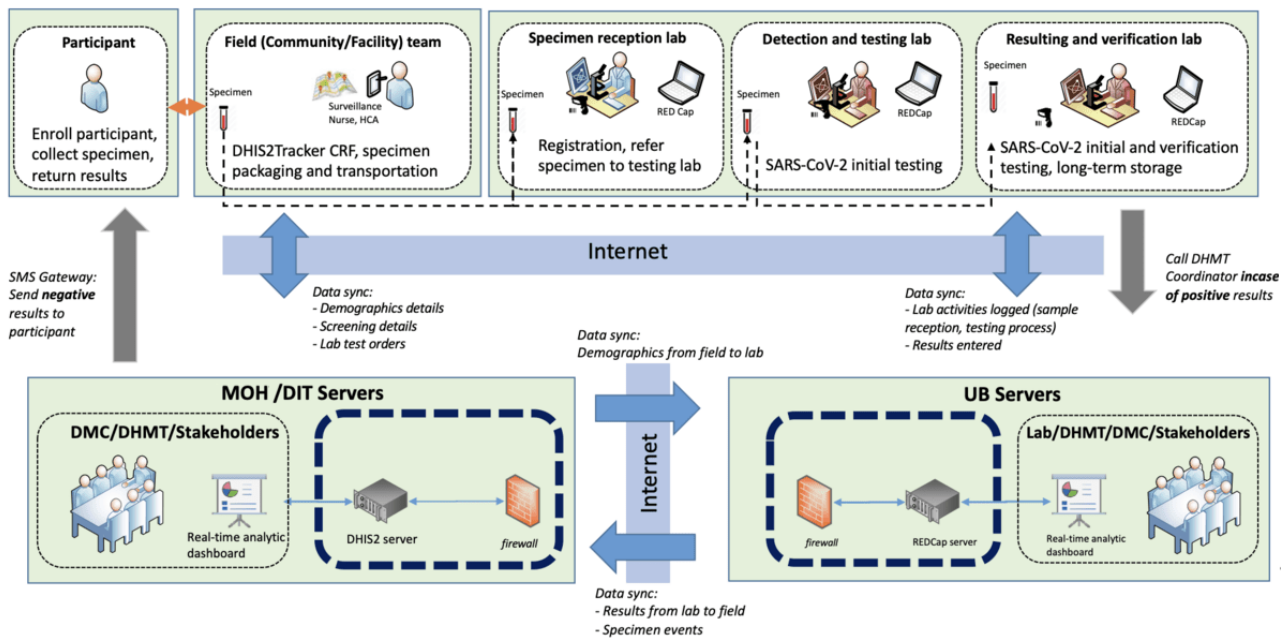 Participant
Enroll participant,
collect specimen,
return results
Field (Community/Facility) team
Specimen
Surveillance
Nurse, HCA
DHIS2Tracker CRF, specimen
packaging and transportation
Specimen reception lab
Specimen
RED Cap
Registration, refer
specimen to testing lab
Detection and testing lab
Specimen
REDCap
SARS-CoV-2 initial testing
Resulting and verification lab
Specimen
REDCap
SARS-CoV-2 initial and verification
testing, long-term storage
Internet
SMS Gateway:
Send negative
results to
participant
Data sync:
- Demographics details
- Screening details
- Lab test orders
Data sync:
- Lab activities logged (sample
reception, testing process)
- Results entered
Call DHMT
Coordinator incase
of positive results
Data sync:
Demographics from field to lab
MOH /DIT Servers
DMC/DHMT/Stakeholders
Real-time analytic
dashboard
DHIS2 server
firewall
Internet
UB Servers
Lab/DHMT/DMC/Stakeholders
firewall
REDCap server
Real-time analytic
dashboard
Data sync:
- Results from lab to field
- Specimen events